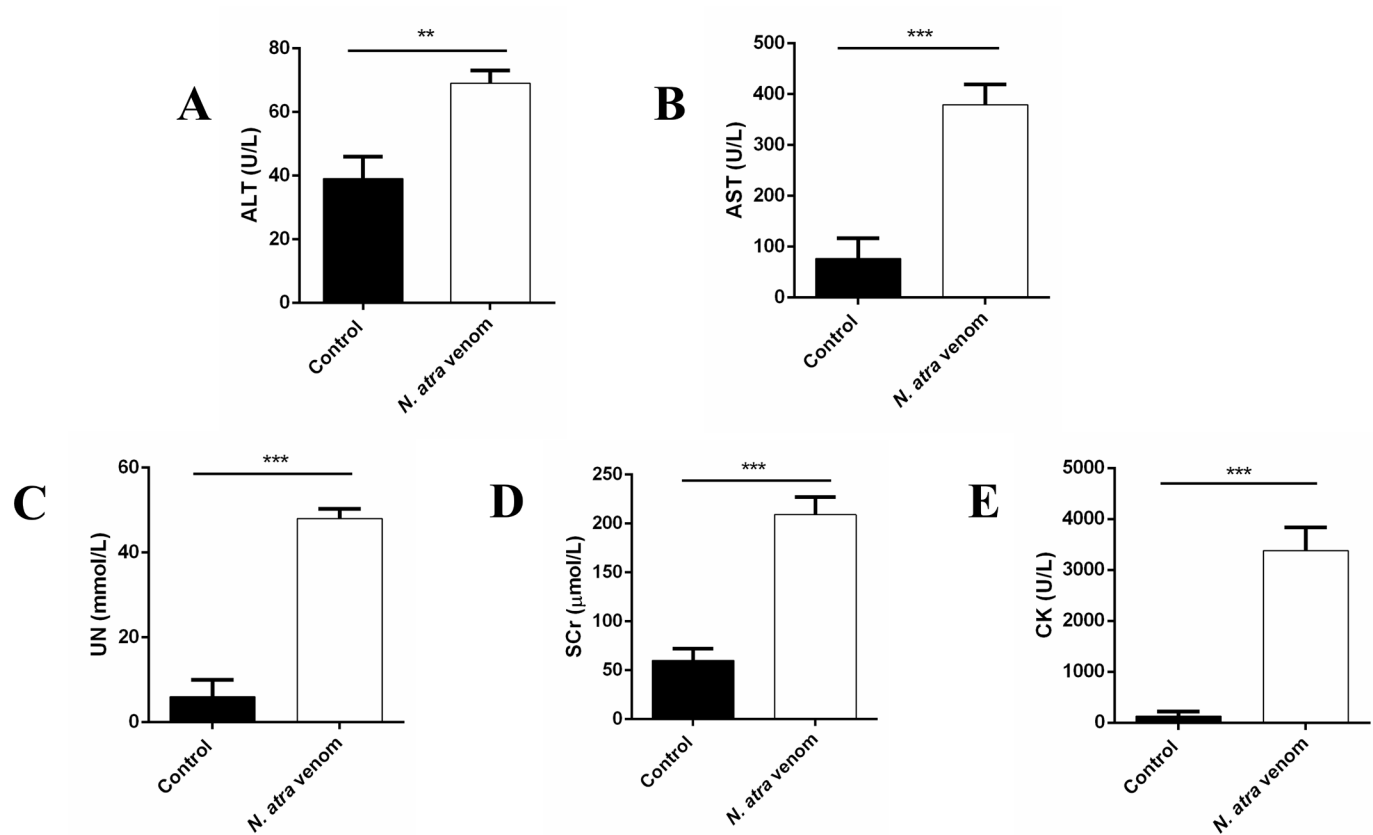 A
**
ALT (U/L)
80
60
40
20
0
Control
N. atra venom
B
***
AST (U/L)
500
400
300
200
100
0
Control
N. atra venom
C
***
UN (mmol/L)
60
40
20
0
Control
N. atra venom
D
***
SCr (μmol/L)
250
200
150
100
50
0
Control
N. atra venom
E
***
CK (U/L)
5000
4000
3000
2000
1000
0
Control
N. atra venom